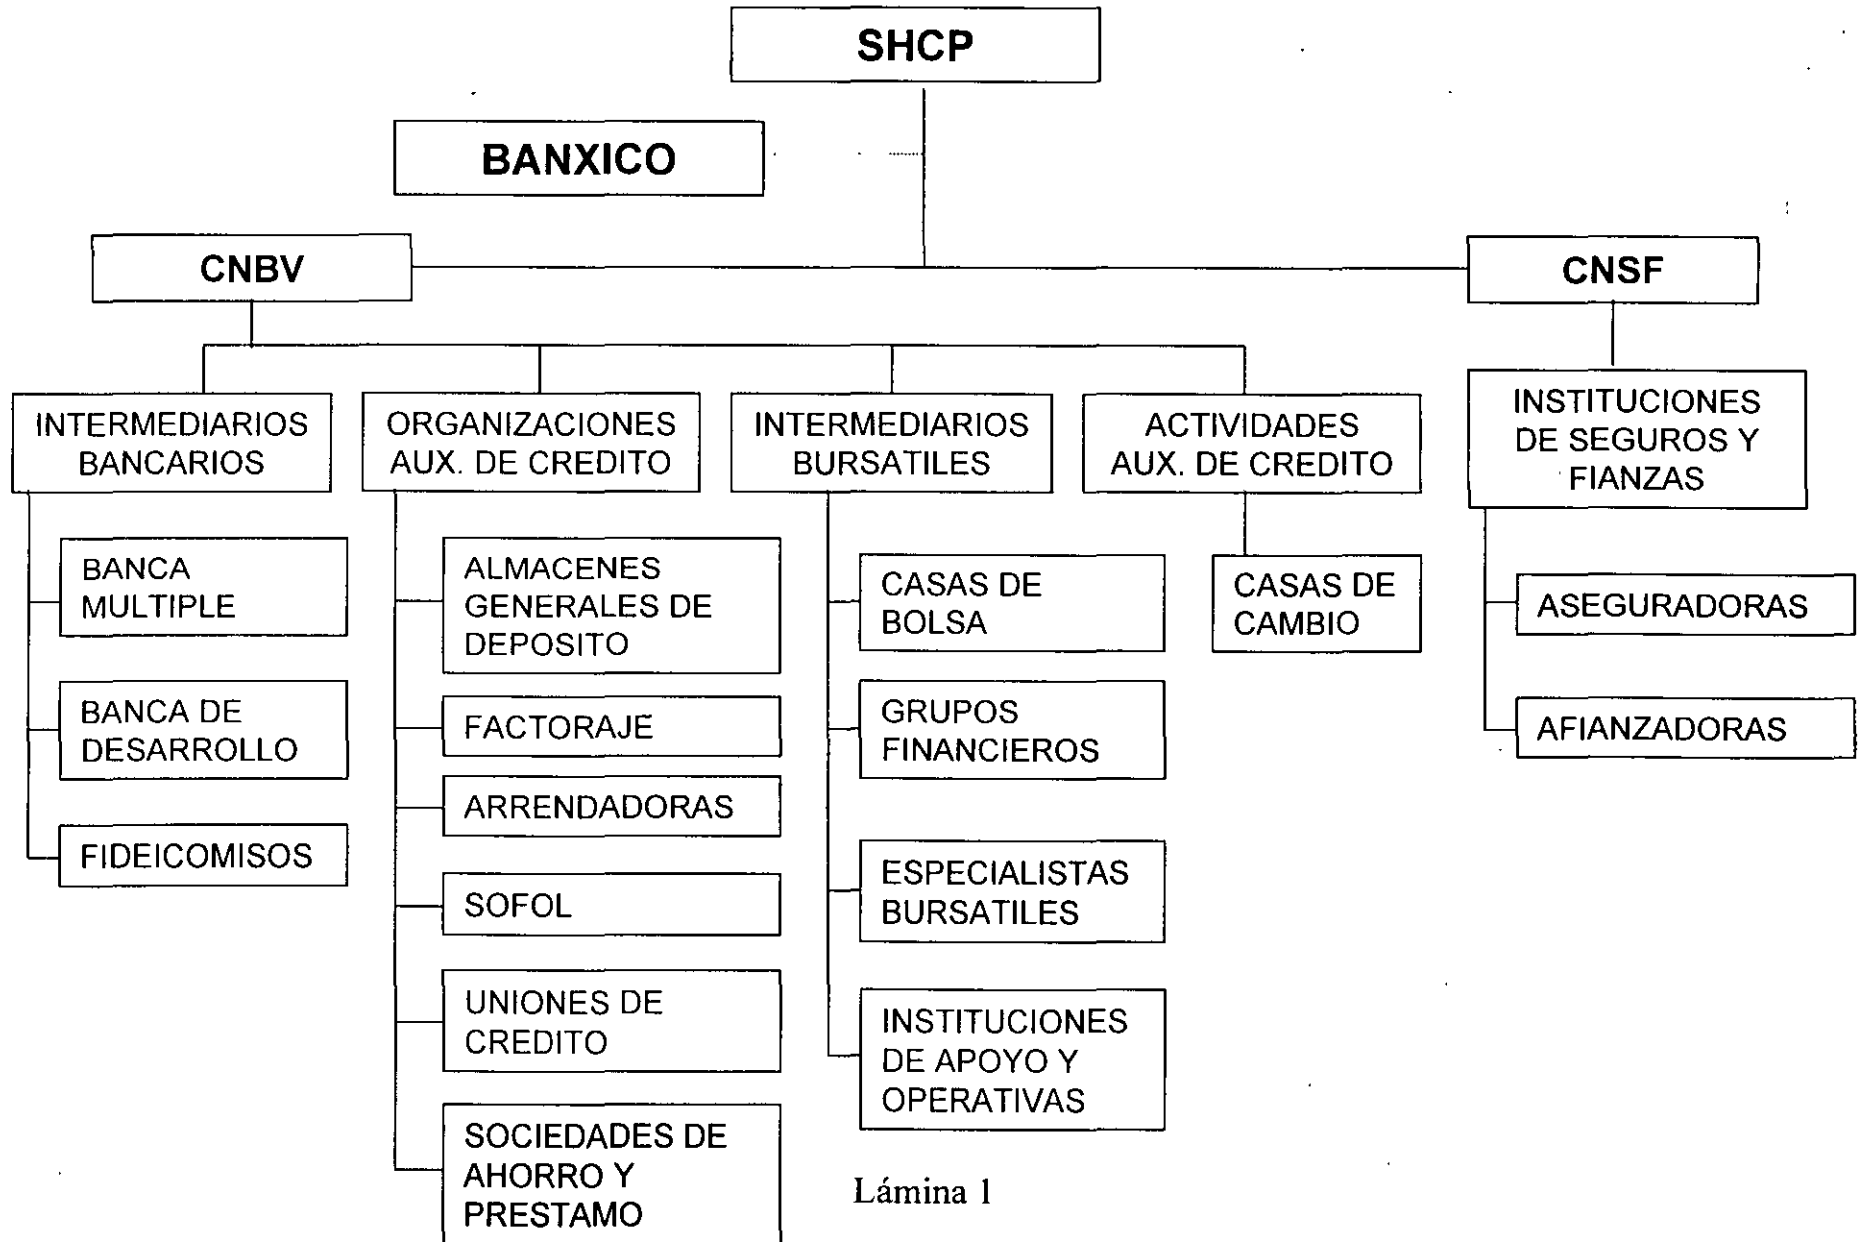 SHCP
BANXICO
CNBV
CNSF
INTERMEDIARIOS
BANCARIOS
ORGANIZACIONES
AUX. DE CREDITO
INTERMEDIARIOS
BURSATILES
ACTIVIDADES
AUX. DE CREDITO
INSTITUCIONES
DE SEGUROS Y
FIANZAS
BANCA
MULTIPLE
BANCA DE
DESARROLLO
FIDEICOMISOS
ALMACENES
GENERALES DE
DEPOSITO
FACTORAJE
ARRENDADORAS
SOFOL
UNIONES DE
CREDITO
SOCIEDADES DE
AHORRO Y
PRESTAMO
CASAS DE
BOLSA
GRUPOS
FINANCIEROS
ESPECIALISTAS
BURSATILES
INSTITUCIONES
DE APOYO Y
OPERATIVAS
CASAS DE
CAMBIO
ASEGURADORAS
AFIANZADORAS
Lámina 1